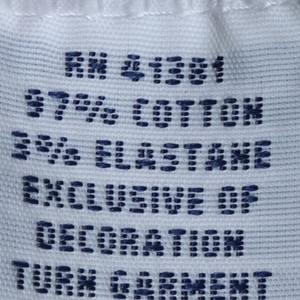 RN 41381
97% COTTON
3% ELASTANE
EXCLUSIVE OF
DECORATION
TURN GARMENT